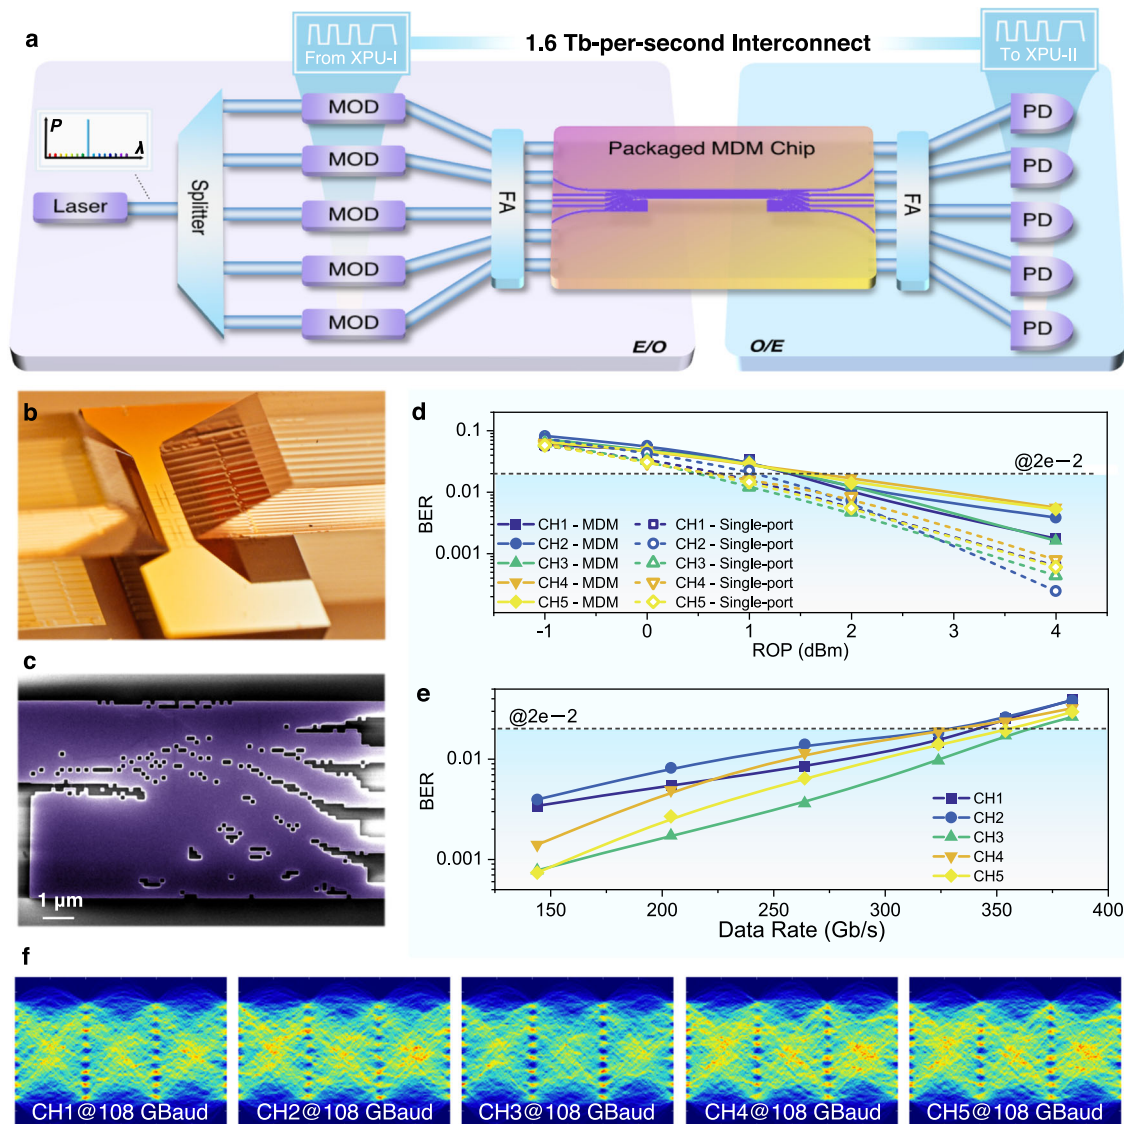 a
From XPU-I
1.6 Tb-per-second Interconnect
To XPU-II
P
λ
Laser
Splitter
MOD
MOD
MOD
MOD
MOD
FA
Packaged MDM Chip
FA
PD
PD
PD
PD
PD
E/O
O/E
b
c
1 μm
d
@2e−2
BER
0.1
0.01
0.001
CH1 - MDM
CH2 - MDM
CH3 - MDM
CH4 - MDM
CH5 - MDM
CH1 - Single-port
CH2 - Single-port
CH3 - Single-port
CH4 - Single-port
CH5 - Single-port
-1 0 1 2 3 4
ROP (dBm)
e
@2e−2
BER
0.01
0.001
CH1
CH2
CH3
CH4
CH5
150 200 250 300 350 400
Data Rate (Gb/s)
f
CH1@108 GBaud
CH2@108 GBaud
CH3@108 GBaud
CH4@108 GBaud
CH5@108 GBaud